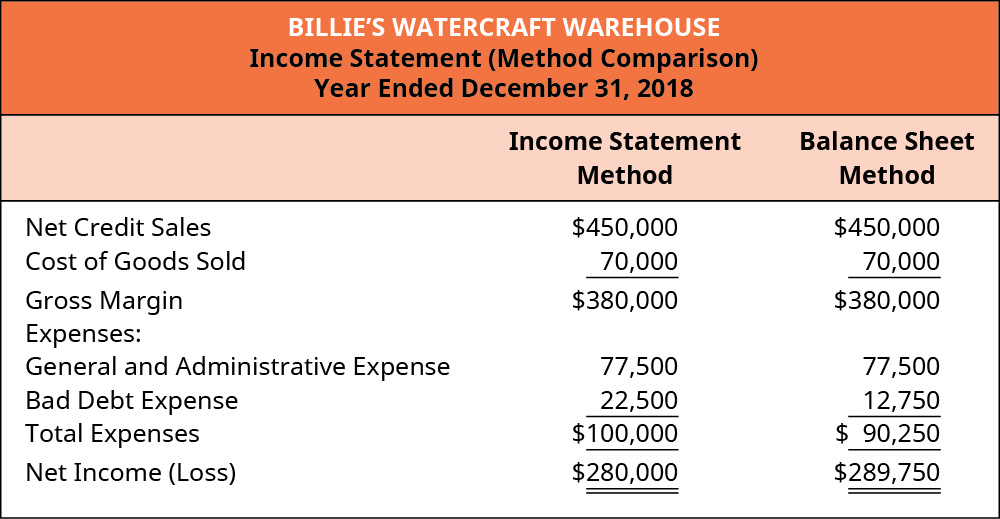 BILLIE’S WATERCRAFT WAREHOUSE
Income Statement (Method Comparison)
Year Ended December 31, 2018
Income Statement Method Balance Sheet Method
Net Credit Sales $450,000 $450,000
Cost of Goods Sold 70,000 70,000
Gross Margin $380,000 $380,000
Expenses:
General and Administrative Expense 77,500 77,500
Bad Debt Expense 22,500 12,750
Total Expenses $100,000 $ 90,250
Net Income (Loss) $280,000 $289,750